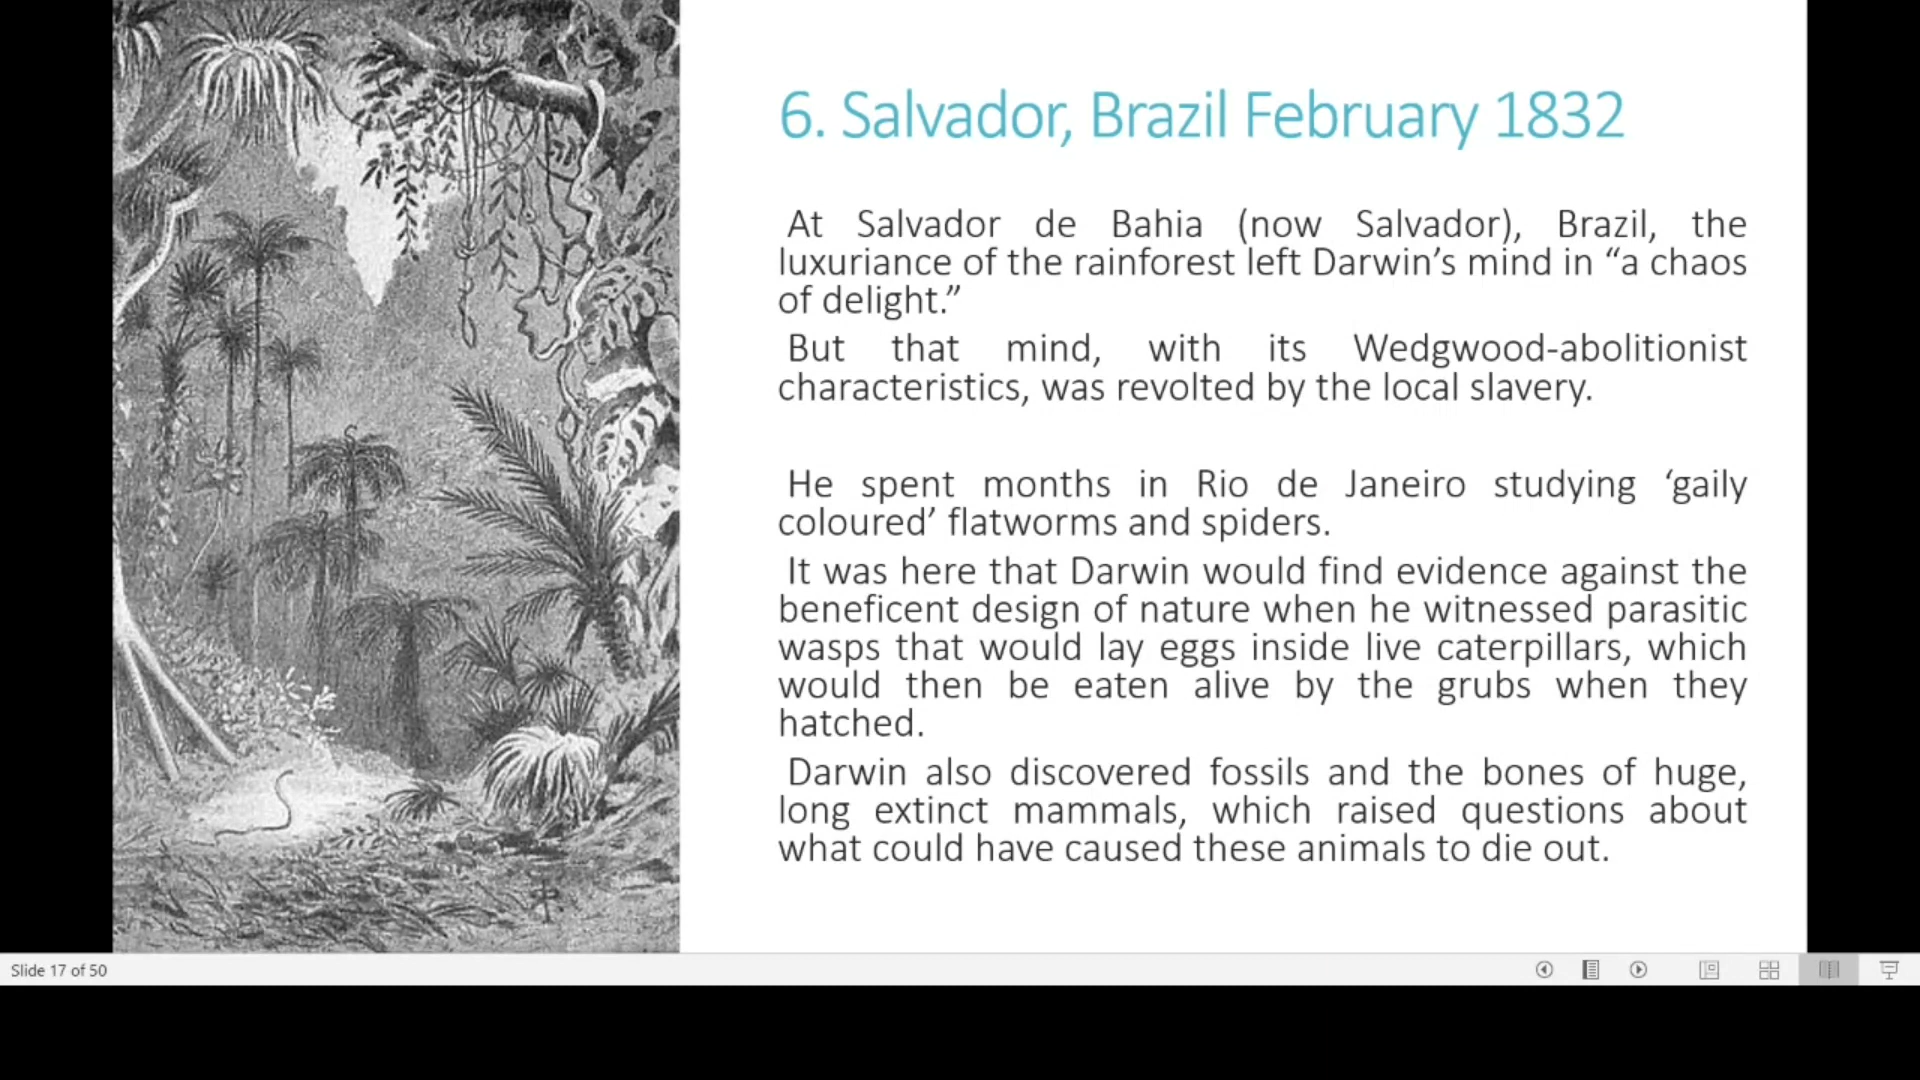 6. Salvador, Brazil February 1832
At Salvador de Bahia (now Salvador), Brazil, the
luxuriance of the rainforest left Darwin’s mind in “a chaos
of delight.”
But that mind, with its Wedgwood-abolitionist
characteristics, was revolted by the local slavery.
He spent months in Rio de Janeiro studying ‘gaily
coloured’ flatworms and spiders.
It was here that Darwin would find evidence against the
beneficent design of nature when he witnessed parasitic
wasps that would lay eggs inside live caterpillars, which
would then be eaten alive by the grubs when they
hatched.
Darwin also discovered fossils and the bones of huge,
long extinct mammals, which raised questions about
what could have caused these animals to die out.
Slide 17 of 50